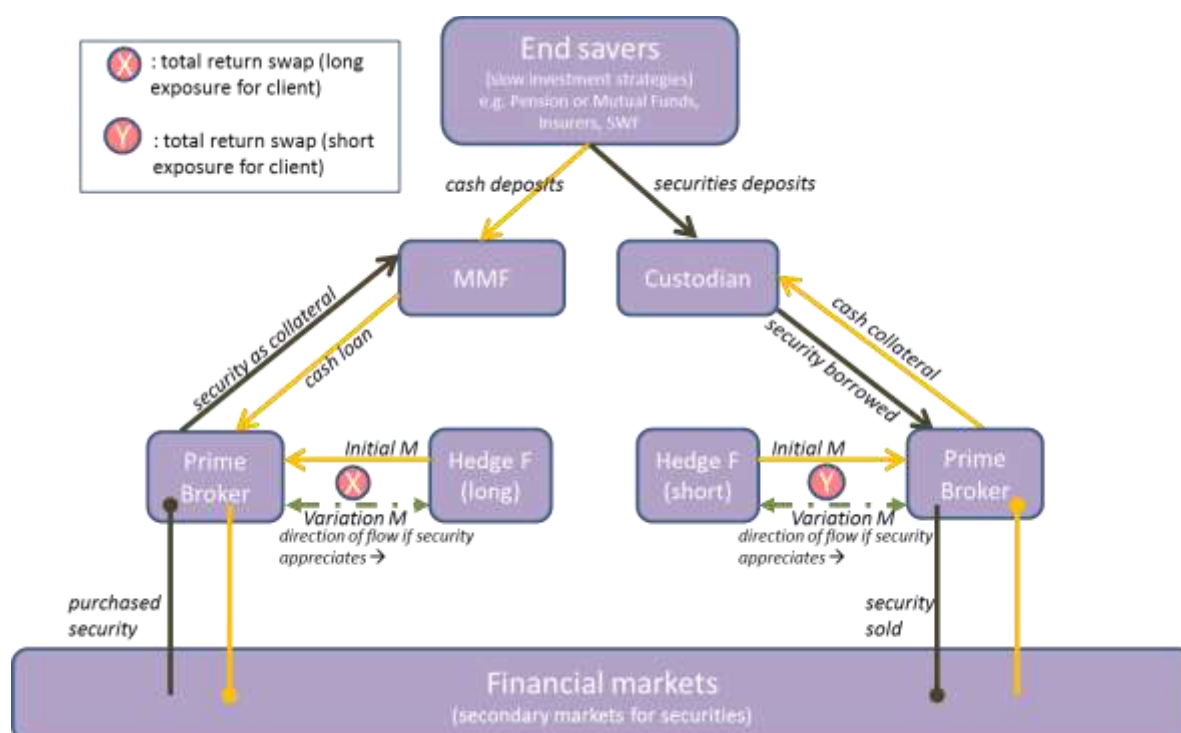 X : total return swap (long
exposure for client)
Y : total return swap (short
exposure for client)
End savers
(slow investment strategies)
e.g. Pension or Mutual Funds,
Insurers, SWF
cash deposits
securities deposits
MMF
Custodian
security as collateral
cash loan
security borrowed
cash collateral
Prime
Broker
Initial M
X
Variation M
direction of flow if security
appreciates →
Hedge F
(long)
Hedge F
(short)
Initial M
Y
Variation M
direction of flow if security
appreciates →
Prime
Broker
purchased
security
security
sold
Financial markets
(secondary markets for securities)